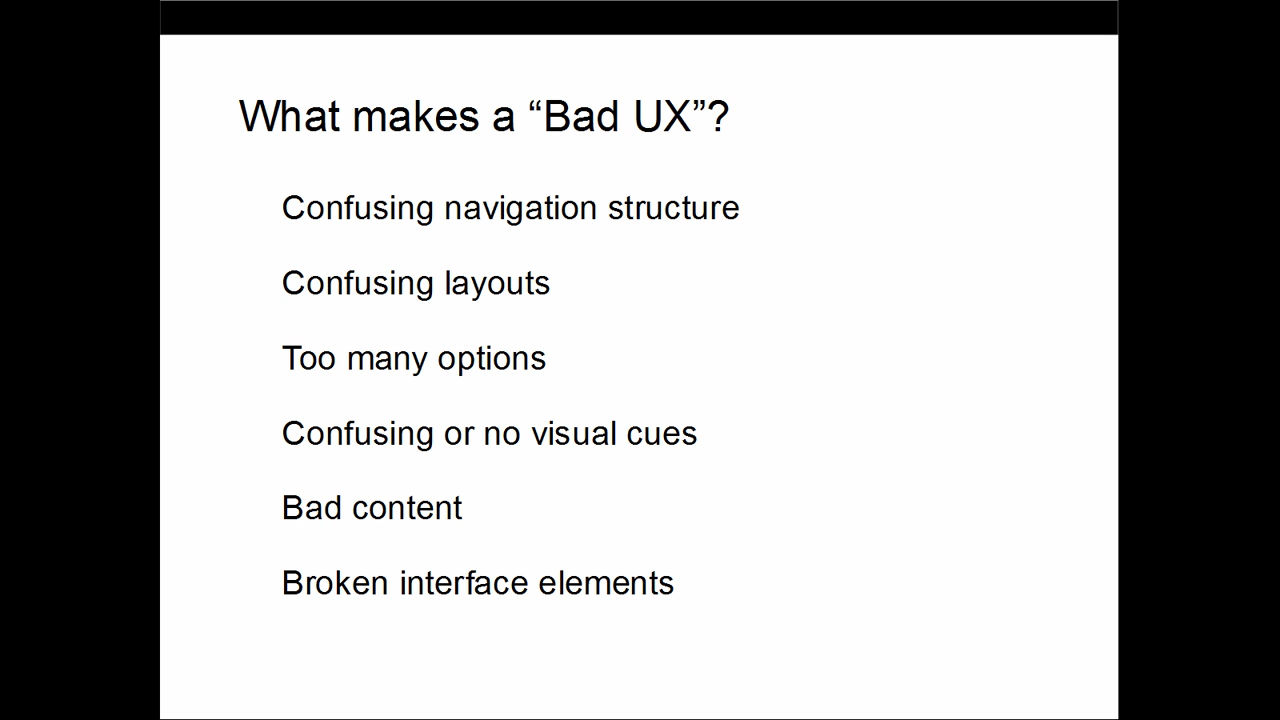 What makes a “Bad UX”?
Confusing navigation structure
Confusing layouts
Too many options
Confusing or no visual cues
Bad content
Broken interface elements